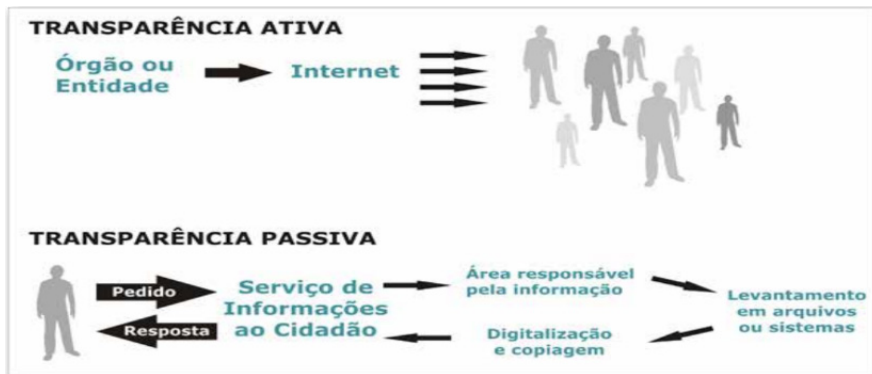 TRANSPARÊNCIA ATIVA
Órgão ou
Entidade
Internet
TRANSPARÊNCIA PASSIVA
Pedido
Resposta
Serviço de
Informações
ao Cidadão
Área responsável
pela informação
Levantamento
em arquivos
ou sistemas
Digitalização
e copiagem